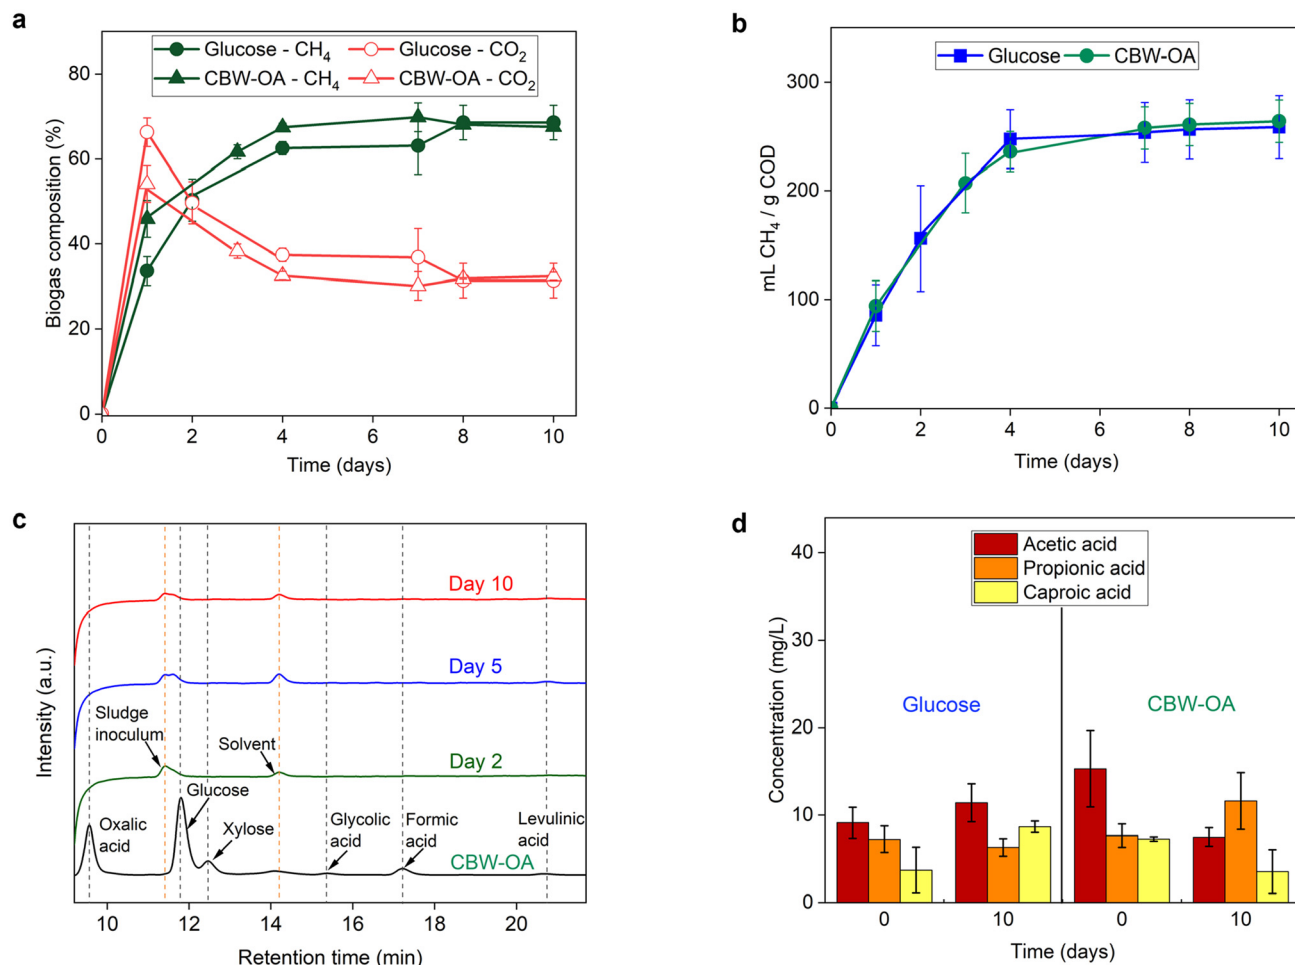 a
Glucose - CH₄
Glucose - CO₂
CBW-OA - CH₄
CBW-OA - CO₂
Biogas composition (%)
80
60
40
20
0
0 2 4 6 8 10
Time (days)
b
Glucose
CBW-OA
mL CH₄ / g COD
300
200
100
0
0 2 4 6 8 10
Time (days)
c
Intensity (a.u.)
Day 10
Day 5
Sludge
inoculum
Solvent
Day 2
Glucose
Oxalic
acid
Xylose
Glycolic
acid
Formic
acid
Levulinic
acid
CBW-OA
10 12 14 16 18 20
Retention time (min)
d
Acetic acid
Propionic acid
Caproic acid
Concentration (mg/L)
40
30
20
10
0
Glucose
CBW-OA
0 10 0 10
Time (days)